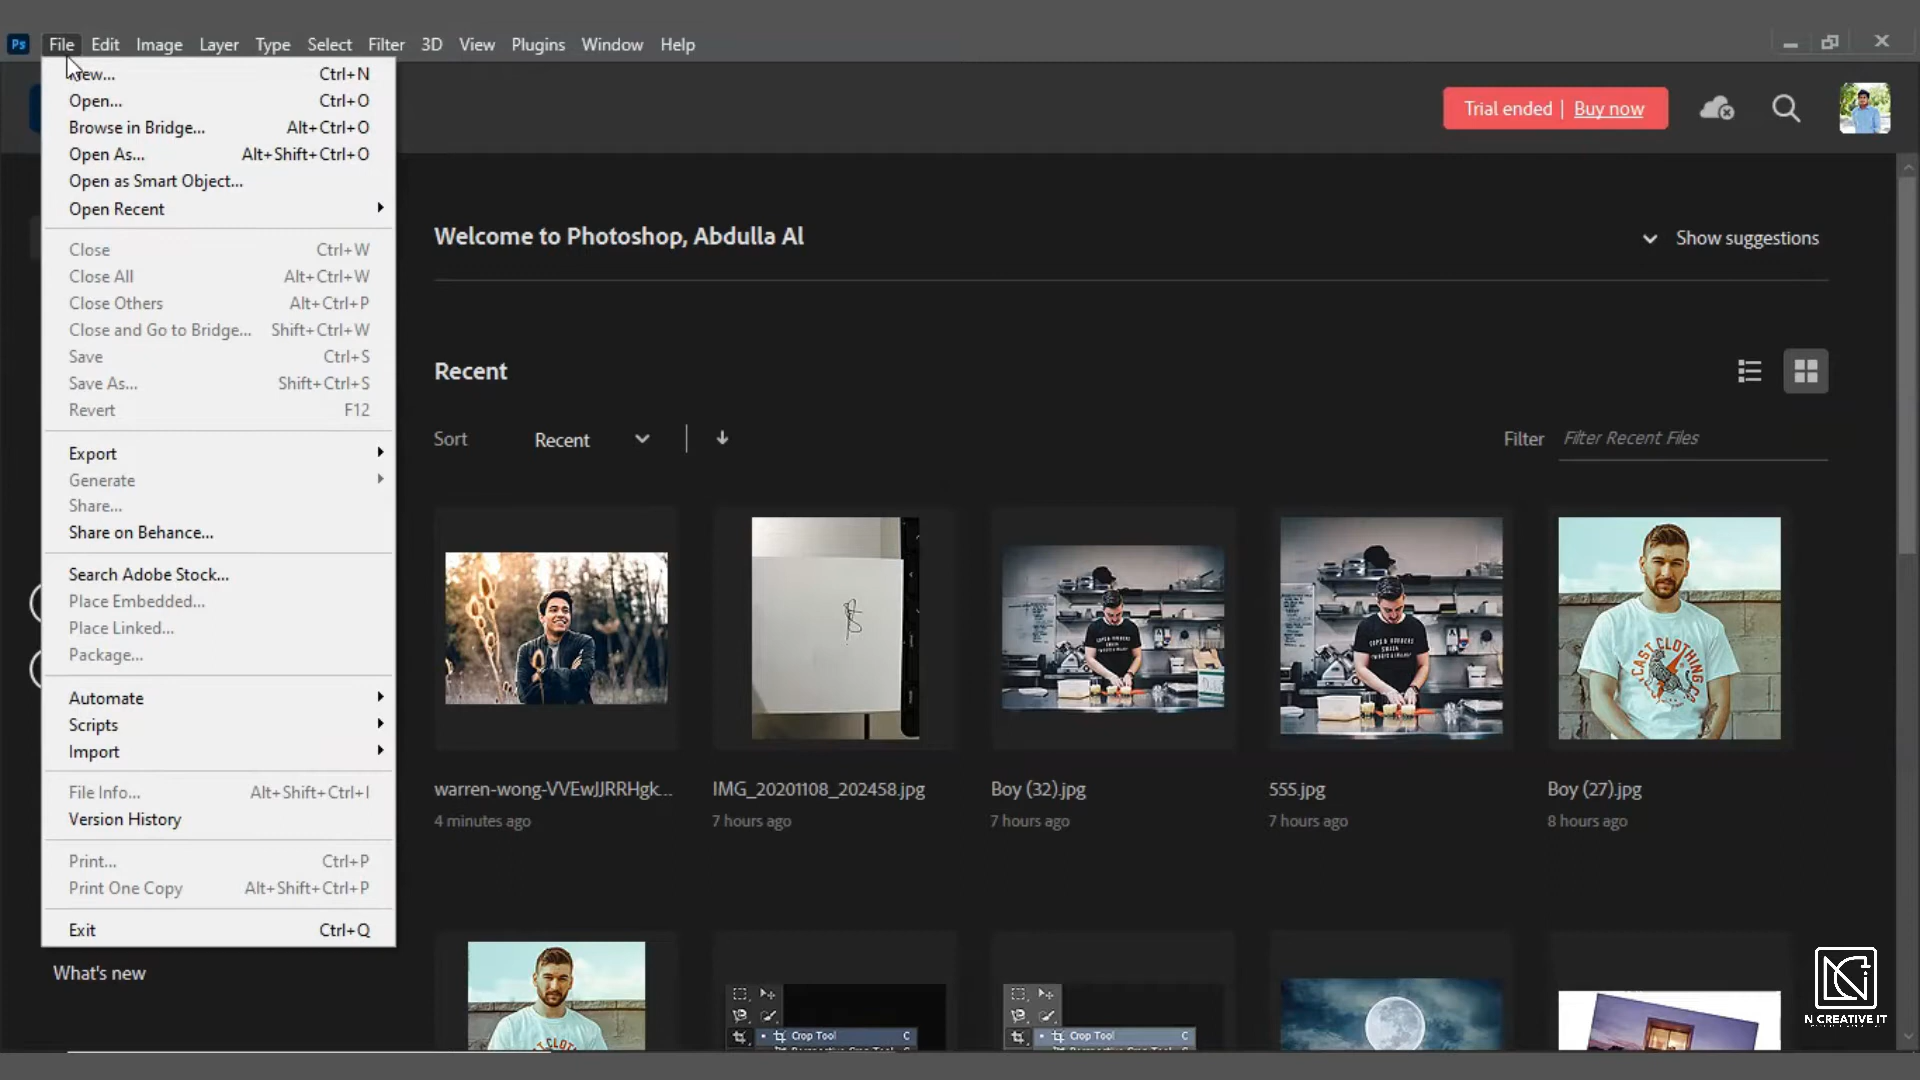 Ps File Edit Image Layer Type Select Filter 3D View Plugins Window Help
New... Ctrl+N
Open... Ctrl+O
Browse in Bridge... Alt+Ctrl+O
Open As... Alt+Shift+Ctrl+O
Open as Smart Object...
Open Recent
Close Ctrl+W
Close All Alt+Ctrl+W
Close Others Alt+Ctrl+P
Close and Go to Bridge... Shift+Ctrl+W
Save Ctrl+S
Save As... Shift+Ctrl+S
Revert F12
Export
Generate
Share...
Share on Behance...
Search Adobe Stock...
Place Embedded...
Place Linked...
Package...
Automate
Scripts
Import
File Info... Alt+Shift+Ctrl+I
Version History
Print... Ctrl+P
Print One Copy Alt+Shift+Ctrl+P
Exit Ctrl+Q
What's new
Trial ended | Buy now
Welcome to Photoshop, Abdulla Al
Show suggestions
Recent
Sort Recent
Filter Filter Recent Files
CAST CLOTHING
warren-wong-VVEwJJRRHgk... IMG_20201108_202458.jpg Boy (32).jpg 555.jpg Boy (27).jpg
4 minutes ago 7 hours ago 7 hours ago 7 hours ago 8 hours ago
Crop Tool C
Crop Tool C
N CREATIVE IT